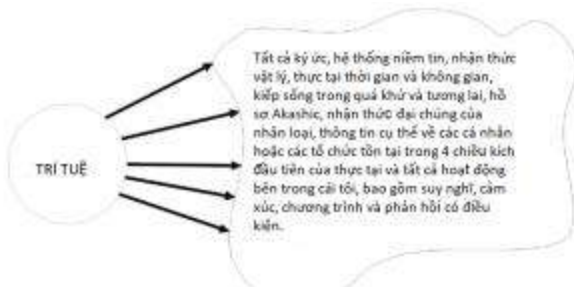 TRÍ TUỆ
Tất cả ký ức, hệ thống niềm tin, nhận thức
vật lý, thực tại thời gian và không gian,
kiếp sống trong quá khứ và tương lai, hồ
sơ Akashic, nhận thức đại chúng của
nhân loại, thông tin cụ thể về các cá nhân
hoặc các tổ chức tồn tại trong 4 chiều kích
đầu tiên của thực tại và tất cả hoạt động
bên trong cái tôi, bao gồm suy nghĩ, cảm
xúc, chương trình và phản hồi có điều
kiện.